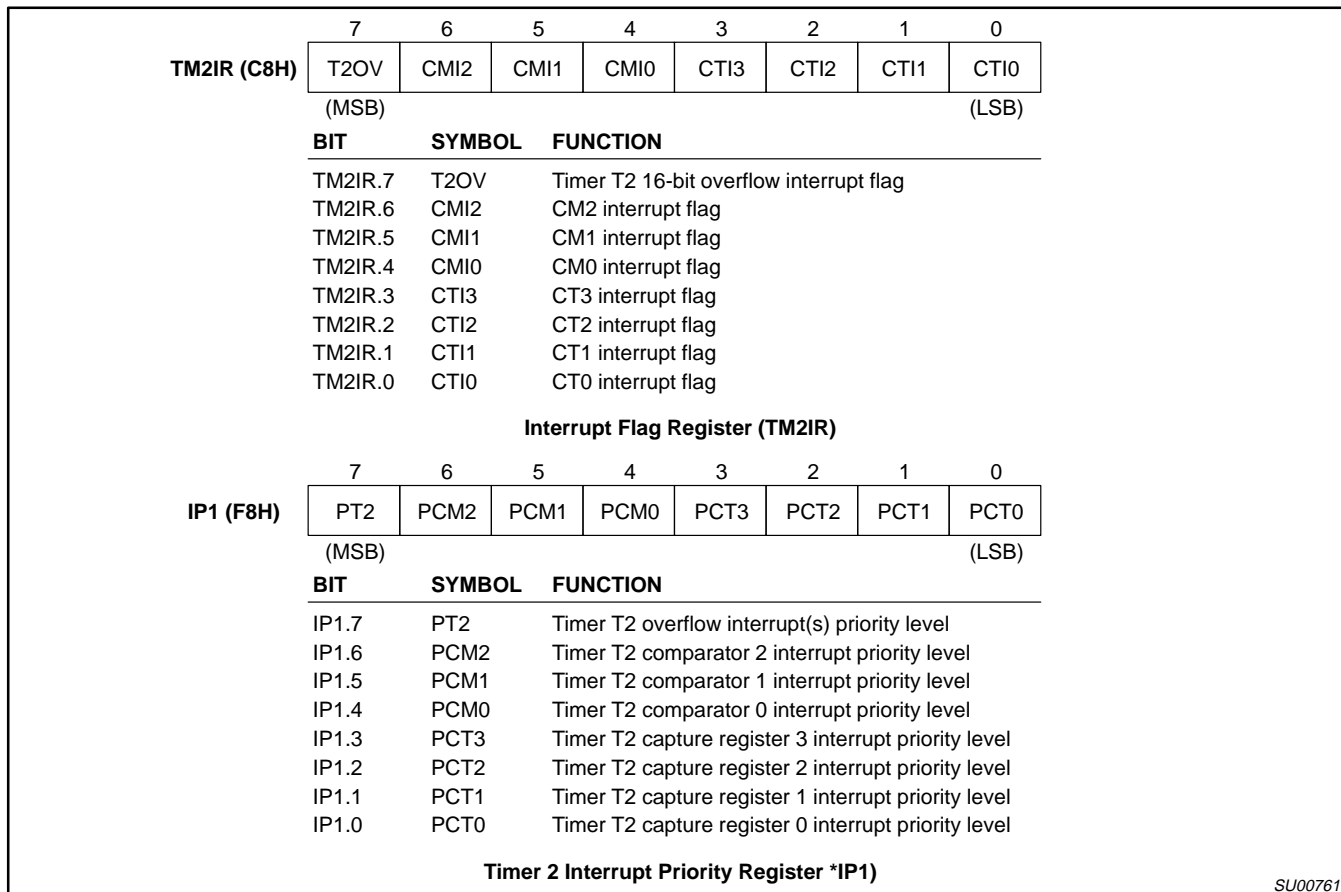 7 6 5 4 3 2 1 0
TM2IR (C8H) T2OV CMI2 CMI1 CMI0 CTI3 CTI2 CTI1 CTI0
(MSB) (LSB)
BIT SYMBOL FUNCTION
TM2IR.7 T2OV Timer T2 16-bit overflow interrupt flag
TM2IR.6 CMI2 CM2 interrupt flag
TM2IR.5 CMI1 CM1 interrupt flag
TM2IR.4 CMI0 CM0 interrupt flag
TM2IR.3 CTI3 CT3 interrupt flag
TM2IR.2 CTI2 CT2 interrupt flag
TM2IR.1 CTI1 CT1 interrupt flag
TM2IR.0 CTI0 CT0 interrupt flag
Interrupt Flag Register (TM2IR)
7 6 5 4 3 2 1 0
IP1 (F8H) PT2 PCM2 PCM1 PCM0 PCT3 PCT2 PCT1 PCT0
(MSB) (LSB)
BIT SYMBOL FUNCTION
IP1.7 PT2 Timer T2 overflow interrupt(s) priority level
IP1.6 PCM2 Timer T2 comparator 2 interrupt priority level
IP1.5 PCM1 Timer T2 comparator 1 interrupt priority level
IP1.4 PCM0 Timer T2 comparator 0 interrupt priority level
IP1.3 PCT3 Timer T2 capture register 3 interrupt priority level
IP1.2 PCT2 Timer T2 capture register 2 interrupt priority level
IP1.1 PCT1 Timer T2 capture register 1 interrupt priority level
IP1.0 PCT0 Timer T2 capture register 0 interrupt priority level
Timer 2 Interrupt Priority Register *IP1)
SU00761